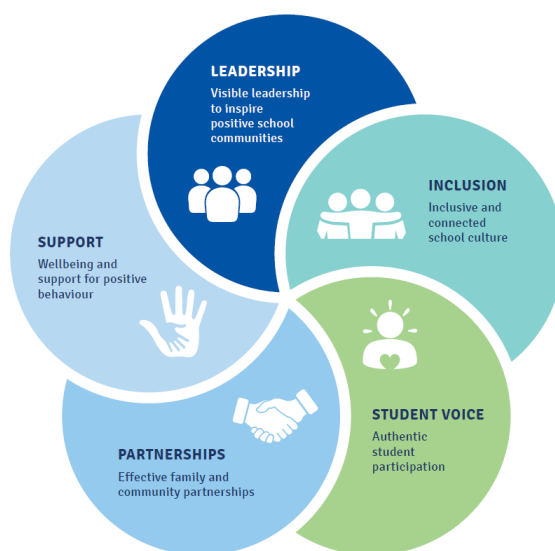 LEADERSHIP
Visible leadership
to inspire
positive school
communities
INCLUSION
Inclusive and
connected
school culture
STUDENT VOICE
Authentic
student
participation
PARTNERSHIPS
Effective family and
community partnerships
SUPPORT
Wellbeing and
support for positive
behaviour